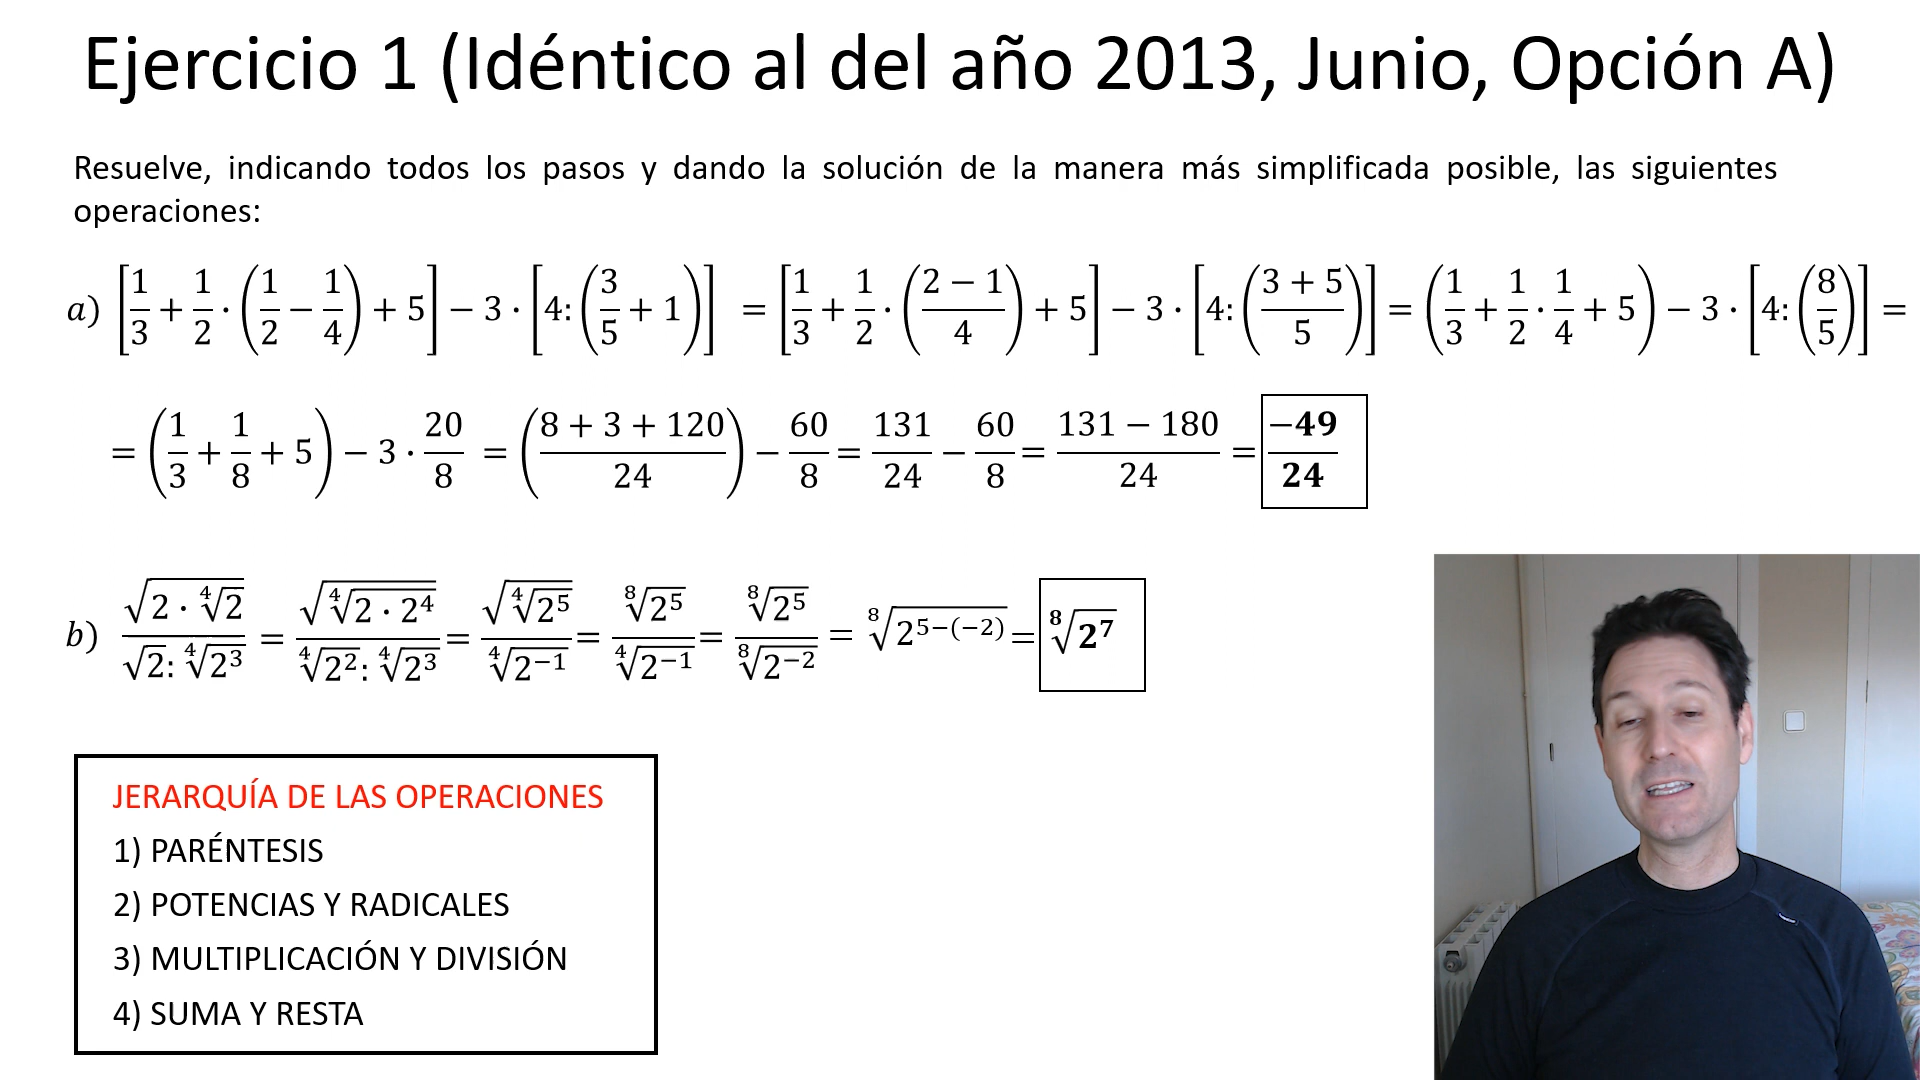 Ejercicio 1 (Idéntico al del año 2013, Junio, Opción A)
Resuelve, indicando todos los pasos y dando la solución de la manera más simplificada posible, las siguientes
operaciones:
a) [1/3 + 1/2 · (1/2 − 1/4) + 5] − 3 · [4: (3/5 + 1)] = [1/3 + 1/2 · ((2 − 1)/4) + 5] − 3 · [4: ((3 + 5)/5)] = (1/3 + 1/2 · 1/4 + 5) − 3 · [4: (8/5)] =
= (1/3 + 1/8 + 5) − 3 · 20/8 = ((8 + 3 + 120)/24) − 60/8 = 131/24 − 60/8 = (131 − 180)/24 = −49/24
b) √(2 · ⁴√2)/(√2: ⁴√2³) = √(⁴√(2 · 2⁴))/(⁴√2²: ⁴√2³) = √(⁴√2⁵)/⁴√2⁻¹ = ⁸√2⁵/⁴√2⁻¹ = ⁸√2⁵/⁸√2⁻² = ⁸√2⁵⁻⁽⁻²⁾ = ⁸√2⁷
JERARQUÍA DE LAS OPERACIONES
1) PARÉNTESIS
2) POTENCIAS Y RADICALES
3) MULTIPLICACIÓN Y DIVISIÓN
4) SUMA Y RESTA